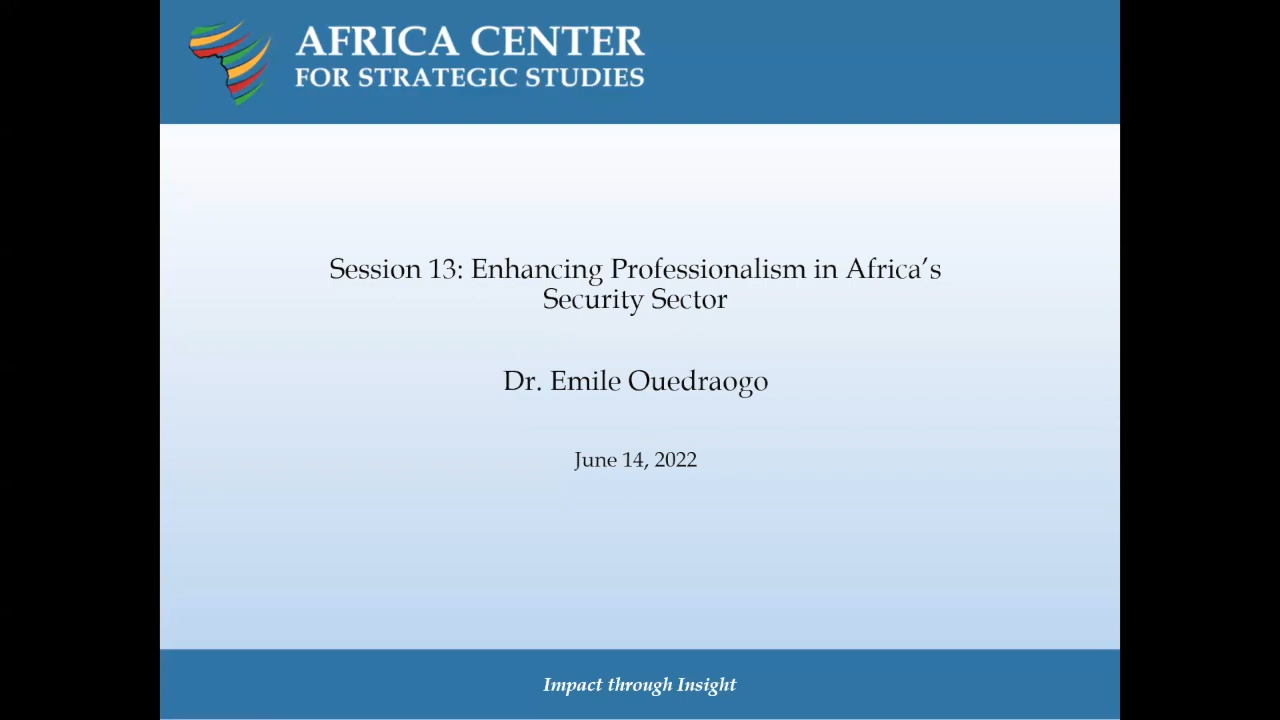 AFRICA CENTER
FOR STRATEGIC STUDIES
Session 13: Enhancing Professionalism in Africa’s
Security Sector
Dr. Emile Ouedraogo
June 14, 2022
Impact through Insight